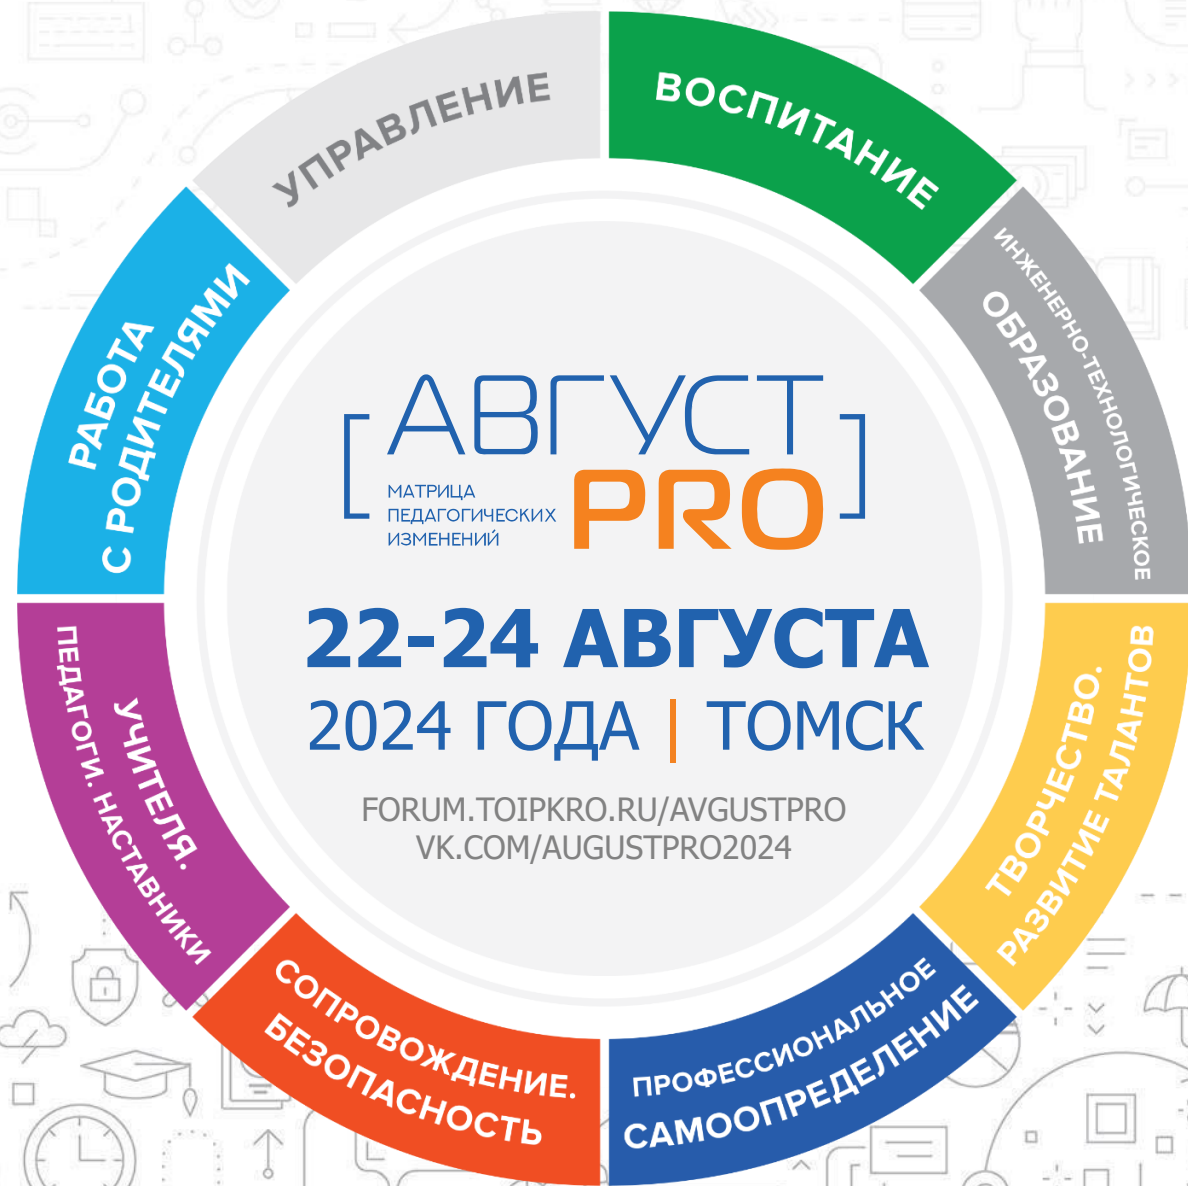 УПРАВЛЕНИЕ
ВОСПИТАНИЕ
ИНЖЕНЕРНО-ТЕХНОЛОГИЧЕСКОЕ
ОБРАЗОВАНИЕ
ТВОРЧЕСТВО.
РАЗВИТИЕ ТАЛАНТОВ
ПРОФЕССИОНАЛЬНОЕ
САМООПРЕДЕЛЕНИЕ
СОПРОВОЖДЕНИЕ.
БЕЗОПАСНОСТЬ
УЧИТЕЛЯ.
ПЕДАГОГИ. НАСТАВНИКИ
РАБОТА
С РОДИТЕЛЯМИ
[АВГУСТ
PRO]
МАТРИЦА
ПЕДАГОГИЧЕСКИХ
ИЗМЕНЕНИЙ
22-24 АВГУСТА
2024 ГОДА | ТОМСК
FORUM.TOIPKRO.RU/AVGUSTPRO
VK.COM/AUGUSTPRO2024